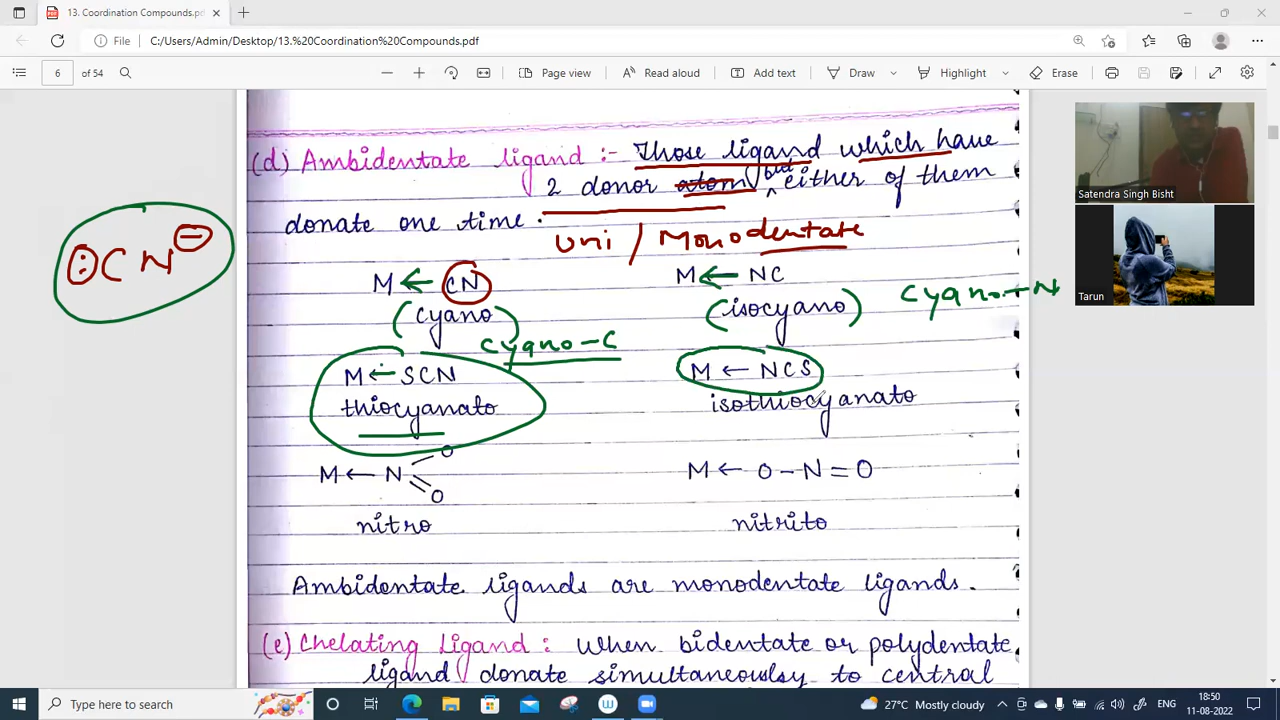 13. Coordination Compounds.pdf
File C:/Users/Admin/Desktop/13.%20Coordination%20Compounds.pdf
6 of 54 Page view Read aloud Add text Draw Highlight Erase
(d) Ambidentate ligand :- Those ligand which have
2 donor atom but either of them
donate one time.
Uni / Monodentate
:CN⊖
M ← CN M ← NC
(cyano) (isocyano) cyano-N
cyano-C
M ← SCN M ← NCS
thiocyanato isothiocyanato
O
M ← N M ← O-N=O
O
nitro nitrito
Ambidentate ligands are monodentate ligands.
(e) Chelating Ligand : When bidentate or polydentate
ligand donate simultaneoulsy to central
Satendra Singh Bisht
Tarun
Type here to search 27°C Mostly cloudy ENG 18:50
11-08-2022